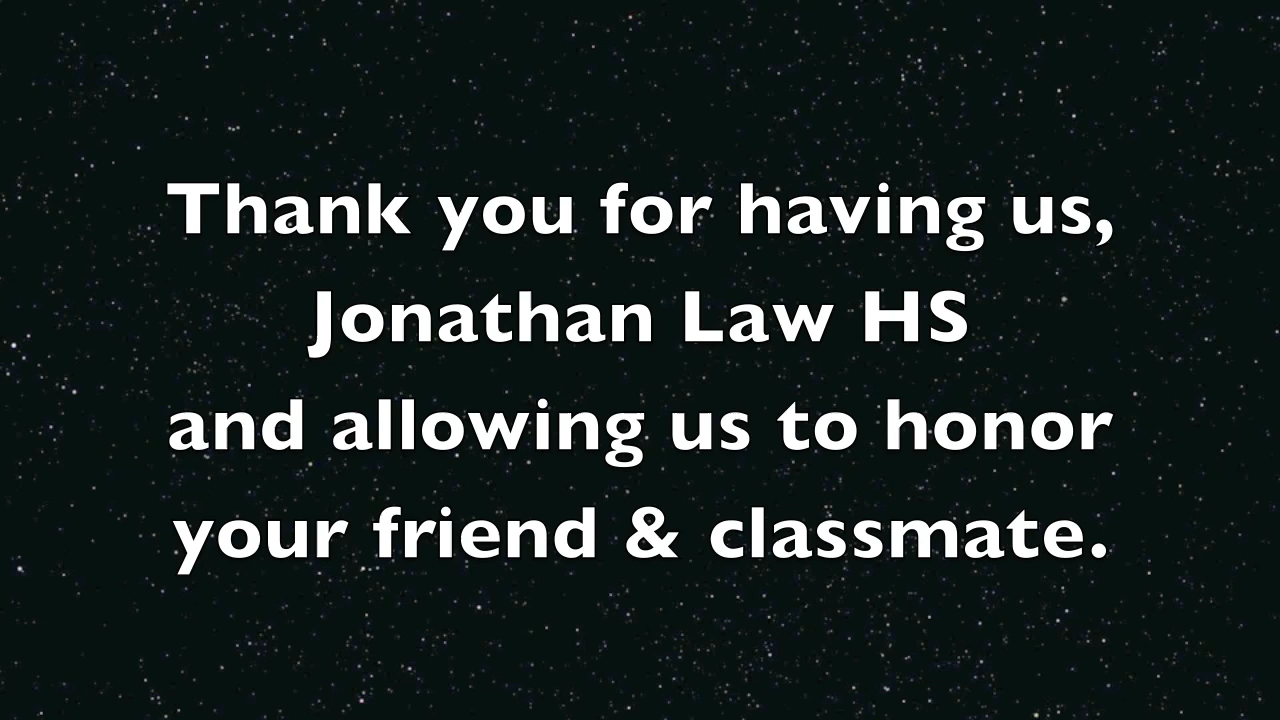 Thank you for having us,
Jonathan Law HS
and allowing us to honor
your friend & classmate.